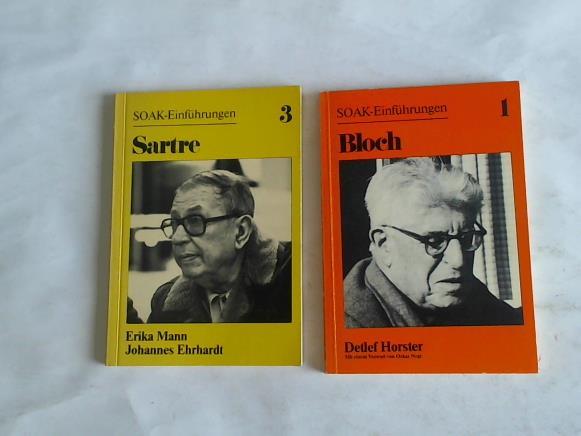 SOAK-Einführungen 3
Sartre
Erika Mann
Johannes Ehrhardt
SOAK-Einführungen 1
Bloch
Detlef Horster
Mit einem Vorwort von Oskar Negt